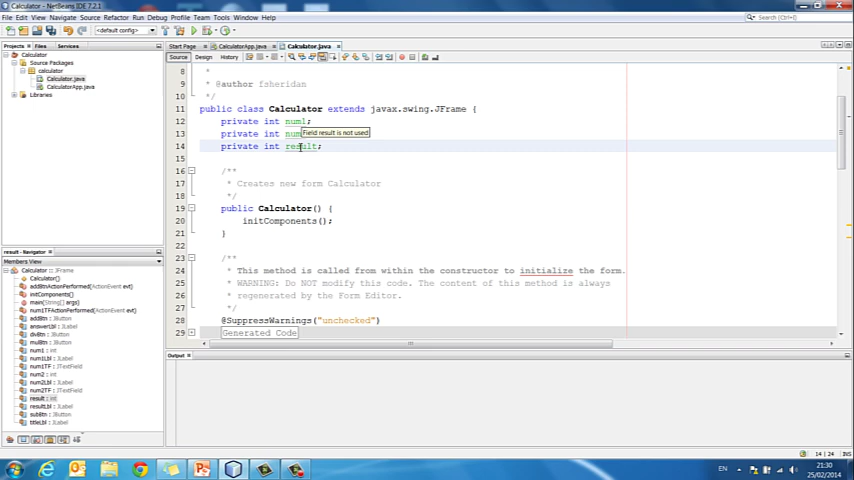 Calculator - NetBeans IDE 7.2.1
File Edit View Navigate Source Refactor Run Debug Profile Team Tools Window Help
Search (Ctrl+I)
<default config>
Projects Files Services
Calculator
Source Packages
calculator
Calculator.java
CalculatorApp.java
Libraries
Start Page CalculatorApp.java Calculator.java
Source Design History
8 *
9 * @author fsheridan
10 */
11 public class Calculator extends javax.swing.JFrame {
12 private int num1;
13 private int num
Field result is not used
14 private int result;
15
16 /**
17 * Creates new form Calculator
18 */
19 public Calculator() {
20 initComponents();
21 }
22
23 /**
24 * This method is called from within the constructor to initialize the form.
25 * WARNING: Do NOT modify this code. The content of this method is always
26 * regenerated by the Form Editor.
27 */
28 @SuppressWarnings("unchecked")
29 Generated Code
result - Navigator
Members View
Calculator :: JFrame
Calculator()
addBtnActionPerformed(ActionEvent evt)
initComponents()
main(String[] args)
num1TFActionPerformed(ActionEvent evt)
addBtn : JButton
answerLbl : JLabel
divBtn : JButton
mulBtn : JButton
num1 : int
num1Lbl : JLabel
num1TF : JTextField
num2 : int
num2Lbl : JLabel
num2TF : JTextField
result : int
resultLbl : JLabel
subBtn : JButton
titleLbl : JLabel
Output
14 | 24 INS
EN
21:30
25/02/2014